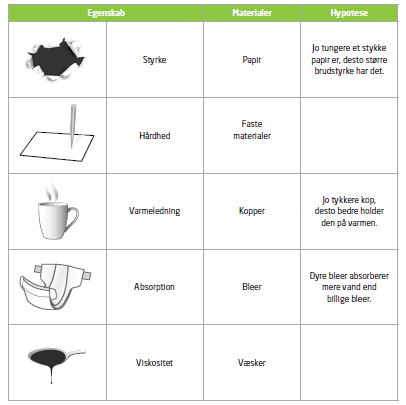 Egenskab Materialer Hypotese
Styrke Papir Jo tungere et stykke
papir er, desto større
brudstyrke har det.
Hårdhed Faste
materialer
Varmeledning Kopper Jo tykkere kop,
desto bedre holder
den på varmen.
Absorption Bleer Dyre bleer absorberer
mere vand end
billige bleer.
Viskositet Væsker